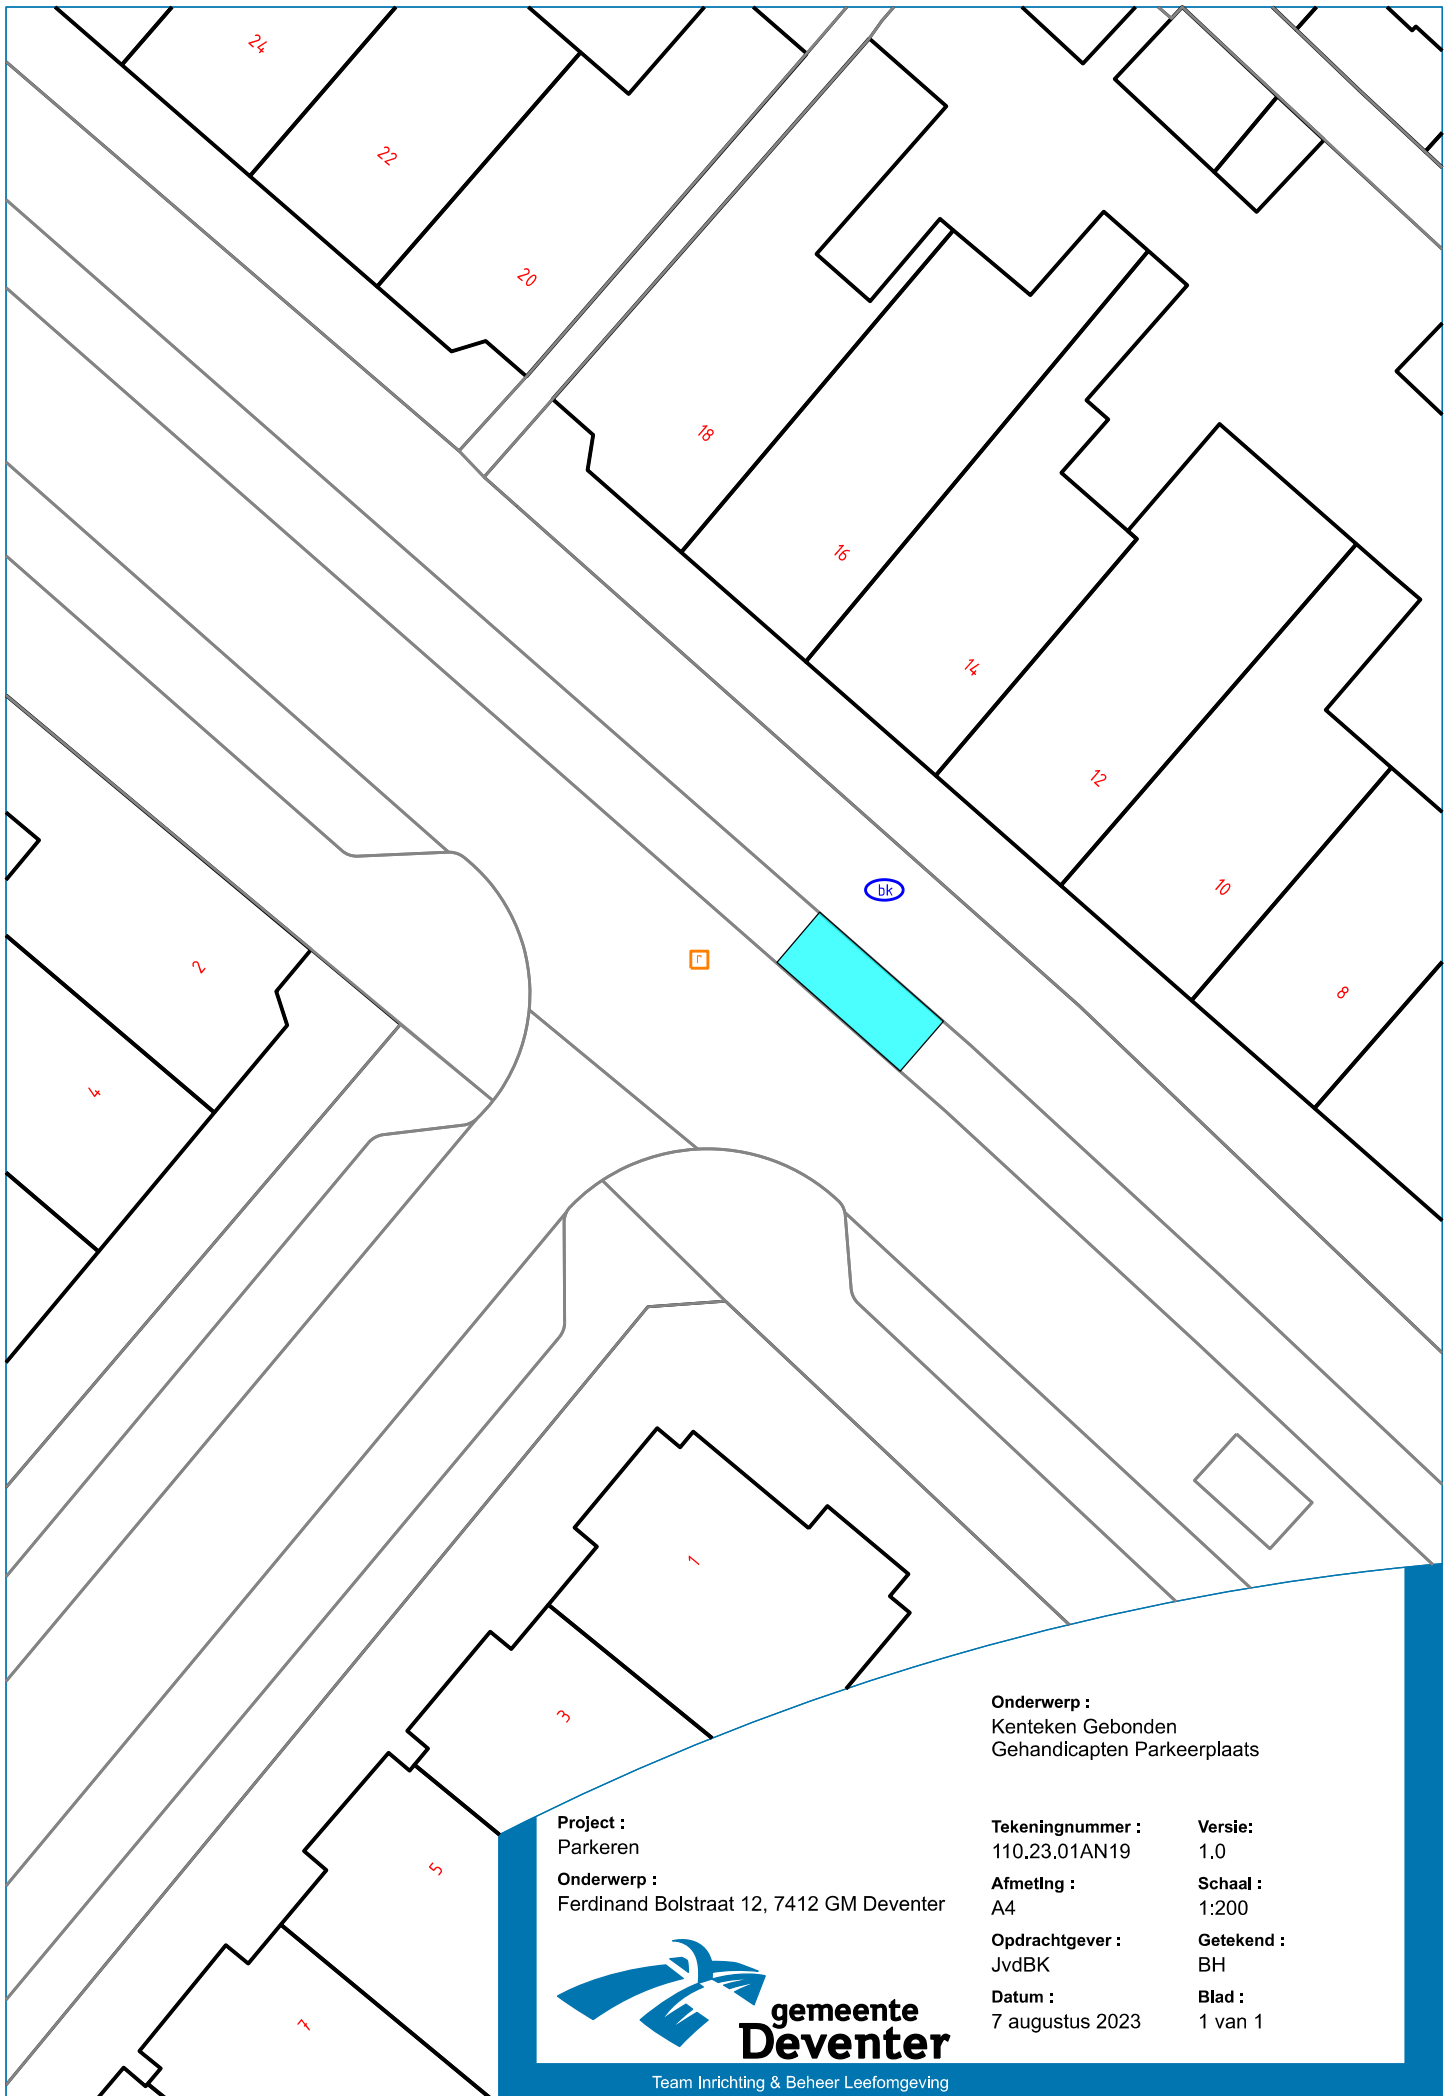 24
22
20
18
16
14
12
10
8
bk
2
4
1
3
5
7
Onderwerp :
Kenteken Gebonden
Gehandicapten Parkeerplaats
Project :
Parkeren
Onderwerp :
Ferdinand Bolstraat 12, 7412 GM Deventer
Tekeningnummer :
110.23.01AN19
Versie:
1.0
Afmeting :
A4
Schaal :
1:200
Opdrachtgever :
JvdBK
Getekend :
BH
Datum :
7 augustus 2023
Blad :
1 van 1
gemeente
Deventer
Team Inrichting & Beheer Leefomgeving